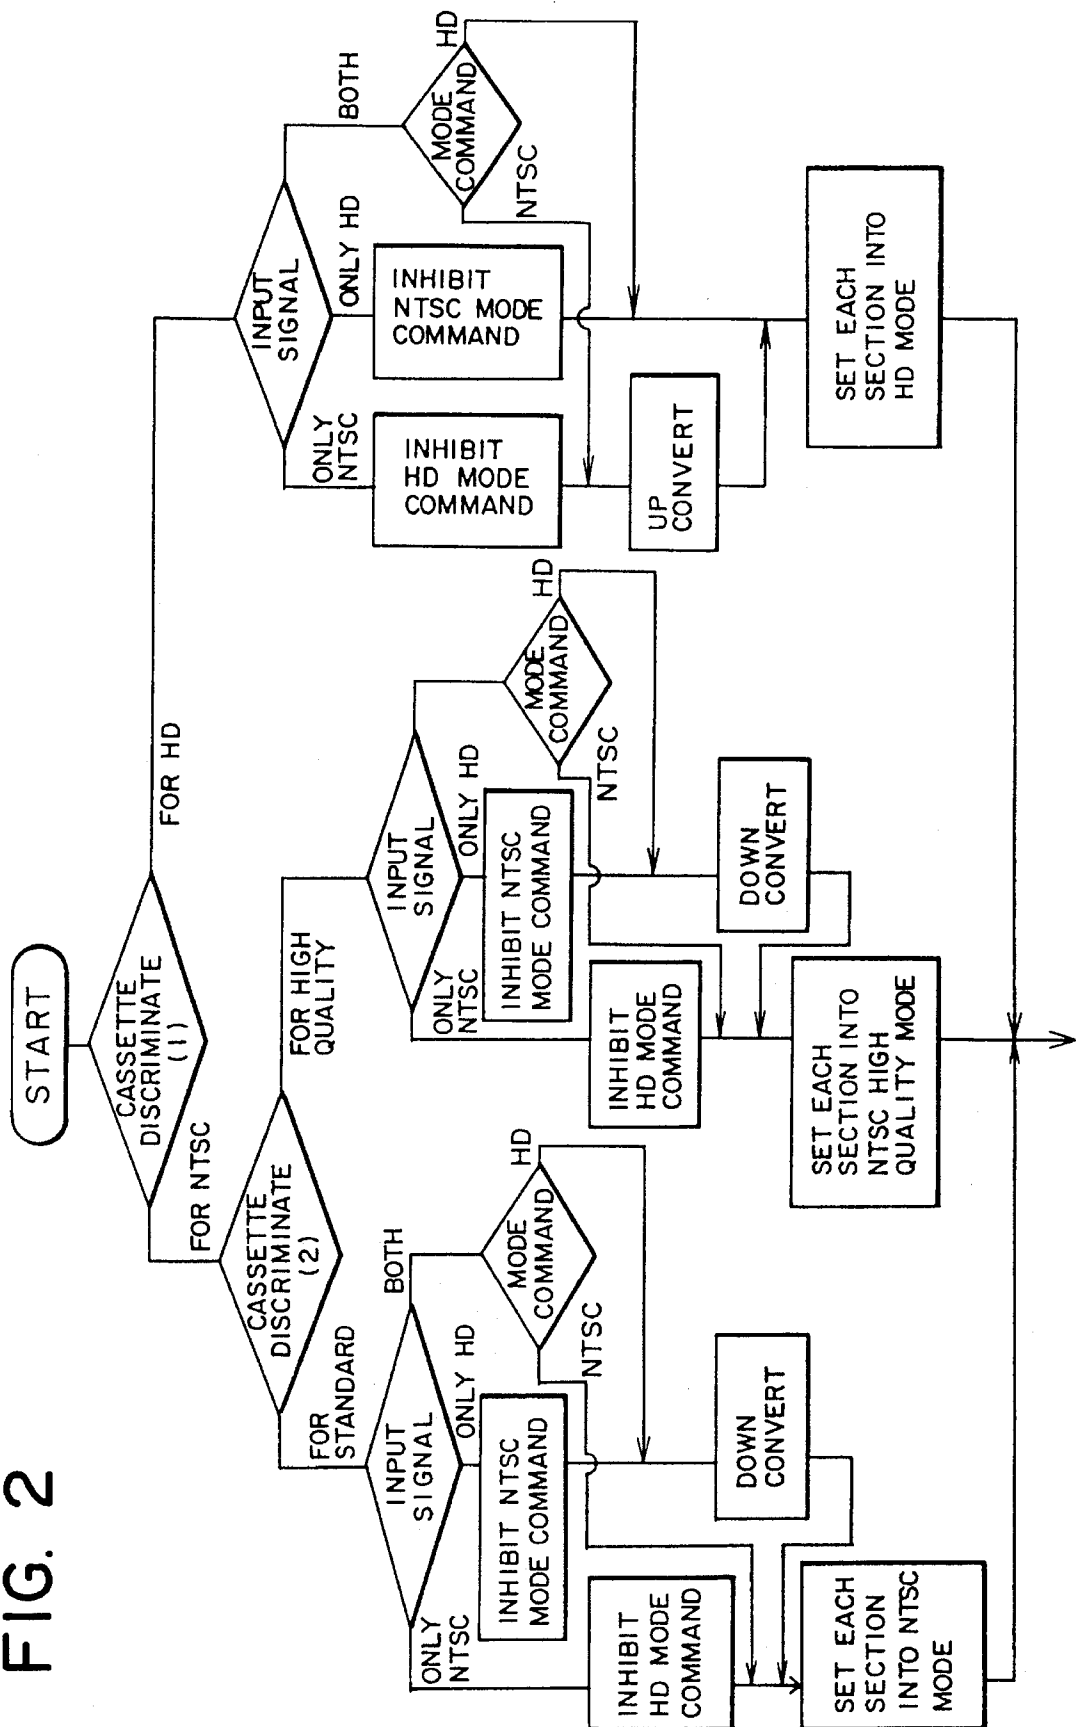 FIG. 2
START
CASSETTE
DISCRIMINATE
(1)
FOR NTSC
FOR HD
CASSETTE
DISCRIMINATE
(2)
FOR
STANDARD
FOR HIGH
QUALITY
INPUT
SIGNAL
ONLY
NTSC
ONLY HD
BOTH
INHIBIT NTSC
MODE COMMAND
MODE
COMMAND
HD
NTSC
INHIBIT
HD MODE
COMMAND
DOWN
CONVERT
SET EACH
SECTION
INTO NTSC
MODE
INPUT
SIGNAL
ONLY
NTSC
ONLY HD
INHIBIT NTSC
MODE COMMAND
MODE
COMMAND
HD
NTSC
INHIBIT
HD MODE
COMMAND
DOWN
CONVERT
SET EACH
SECTION INTO
NTSC HIGH
QUALITY MODE
INPUT
SIGNAL
ONLY
NTSC
ONLY HD
BOTH
INHIBIT
HD MODE
COMMAND
INHIBIT
NTSC MODE
COMMAND
MODE
COMMAND
HD
NTSC
UP
CONVERT
SET EACH
SECTION INTO
HD MODE